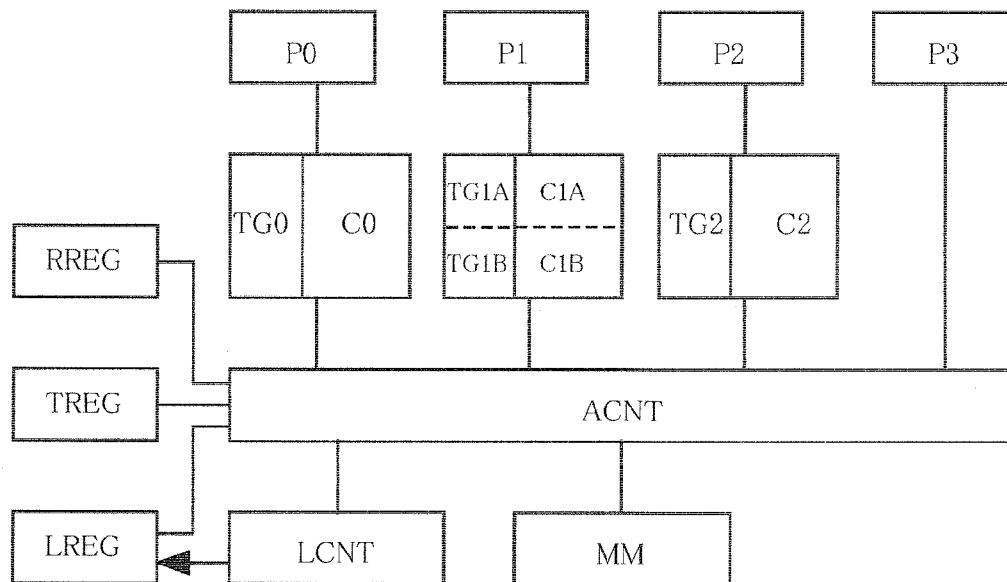 P0 P1 P2 P3
TG0 C0 TG1A C1A TG2 C2
TG1B C1B
RREG
TREG ACNT
LREG LCNT MM